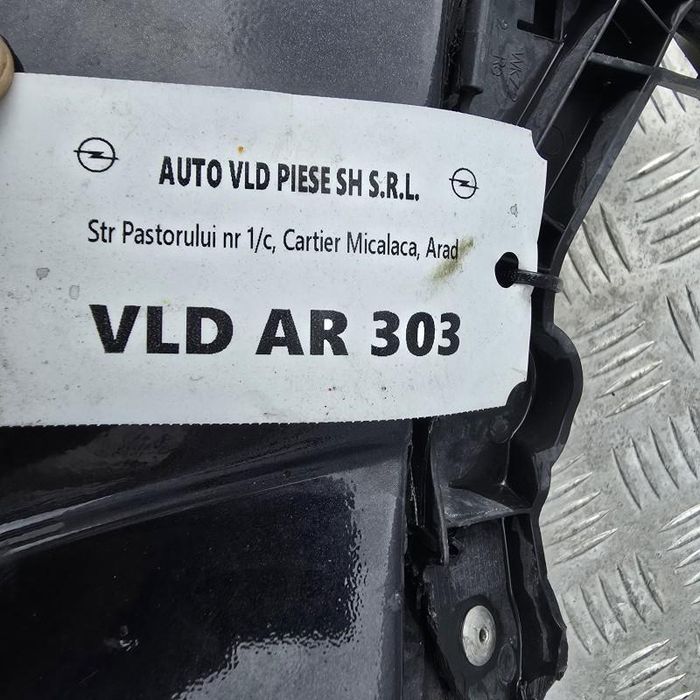 AUTO VLD PIESE SH S.R.L.
Str Pastorului nr 1/c, Cartier Micalaca, Arad
VLD AR 303